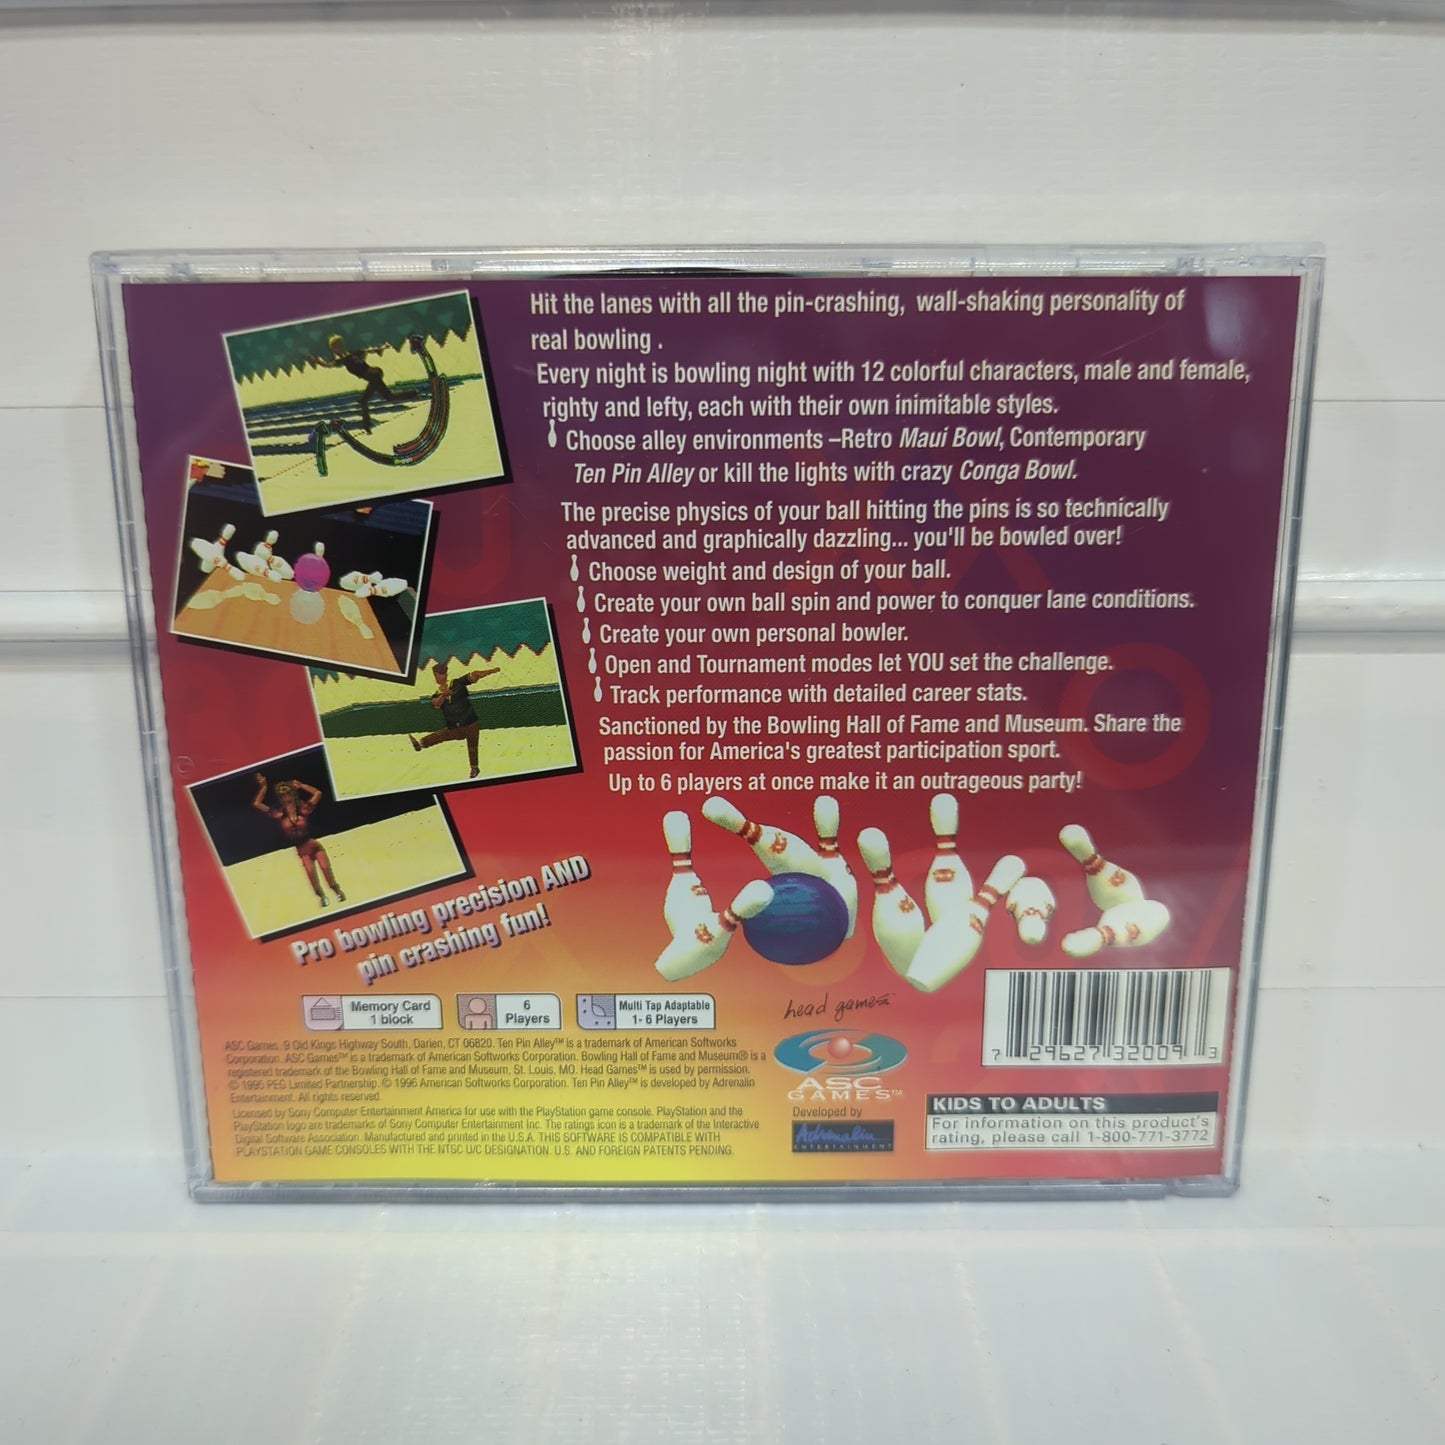 Hit the lanes with all the pin-crashing, wall-shaking personality of
real bowling .
Every night is bowling night with 12 colorful characters, male and female,
righty and lefty, each with their own inimitable styles.
Choose alley environments –Retro Maui Bowl, Contemporary
Ten Pin Alley or kill the lights with crazy Conga Bowl.
The precise physics of your ball hitting the pins is so technically
advanced and graphically dazzling... you'll be bowled over!
Choose weight and design of your ball.
Create your own ball spin and power to conquer lane conditions.
Create your own personal bowler.
Open and Tournament modes let YOU set the challenge.
Track performance with detailed career stats.
Sanctioned by the Bowling Hall of Fame and Museum. Share the
passion for America's greatest participation sport.
Up to 6 players at once make it an outrageous party!
Pro bowling precision AND
pin crashing fun!
Memory Card
1 block
6
Players
Multi Tap Adaptable
1- 6 Players
ASC Games, 9 Old Kings Highway South, Darien, CT 06820. Ten Pin Alley™ is a trademark of American Softworks
Corporation. ASC Games™ is a trademark of American Softworks Corporation. Bowling Hall of Fame and Museum® is a
registered trademark of the Bowling Hall of Fame and Museum, St. Louis, MO. Head Games™ is used by permission.
© 1995 PEG Limited Partnership. © 1996 American Softworks Corporation. Ten Pin Alley™ is developed by Adrenalin
Entertainment. All rights reserved.
Licensed by Sony Computer Entertainment America for use with the PlayStation game console. PlayStation and the
PlayStation logo are trademarks of Sony Computer Entertainment Inc. The ratings icon is a trademark of the Interactive
Digital Software Association. Manufactured and printed in the U.S.A. THIS SOFTWARE IS COMPATIBLE WITH
PLAYSTATION GAME CONSOLES WITH THE NTSC U/C DESIGNATION. U.S. AND FOREIGN PATENTS PENDING.
head games™
ASC
GAMES™
Developed by
Adrenalin
ENTERTAINMENT
7 29627 32009 3
KIDS TO ADULTS
For information on this product's
rating, please call 1-800-771-3772